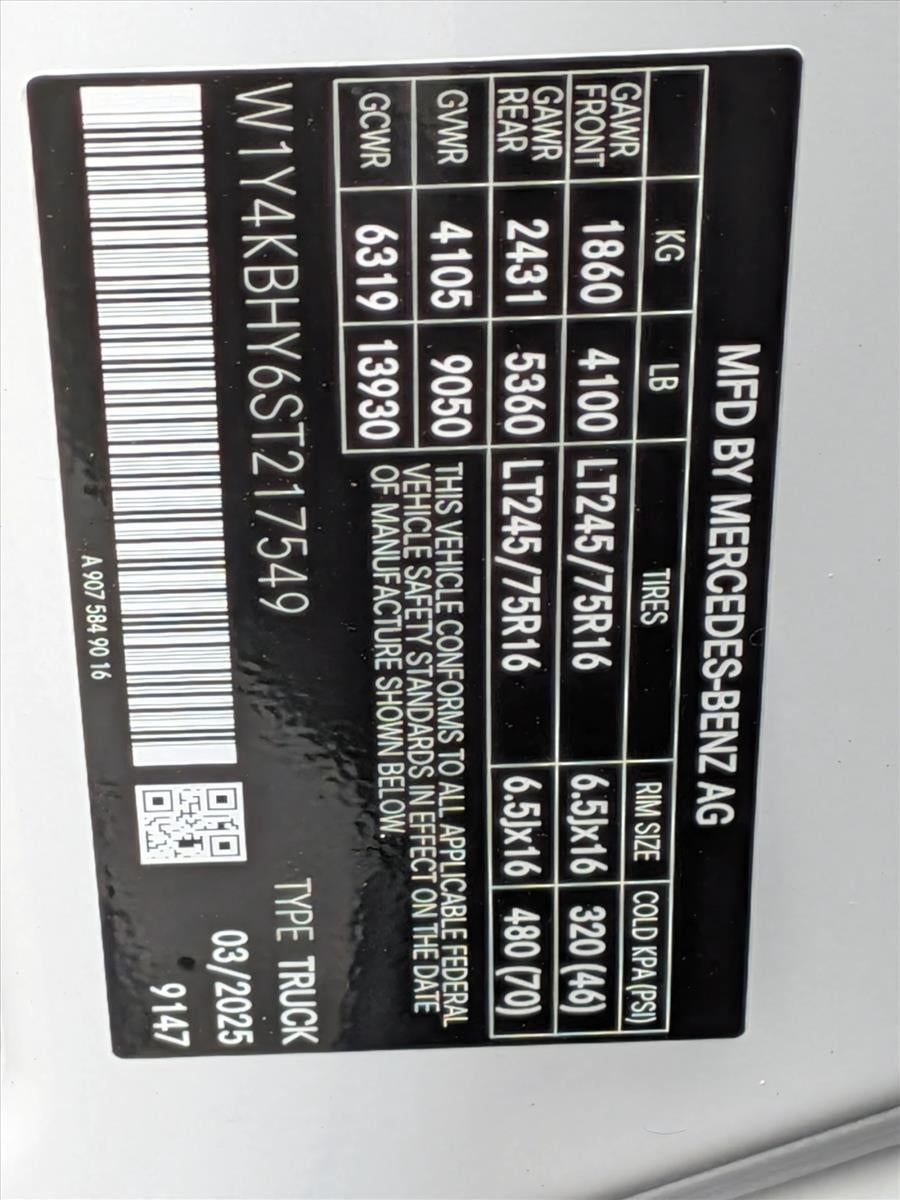 MFD BY MERCEDES-BENZ AG
KG LB TIRES RIM SIZE COLD KPA (PSI)
GAWR FRONT 1860 4100 LT245/75R16 6.5Jx16 320 (46)
GAWR REAR 2431 5360 LT245/75R16 6.5Jx16 480 (70)
GVWR 4105 9050
GCWR 6319 13930
THIS VEHICLE CONFORMS TO ALL APPLICABLE FEDERAL
VEHICLE SAFETY STANDARDS IN EFFECT ON THE DATE
OF MANUFACTURE SHOWN BELOW.
W1Y4KBHY6ST217549
TYPE TRUCK
03/2025
9147
A 907 584 90 16